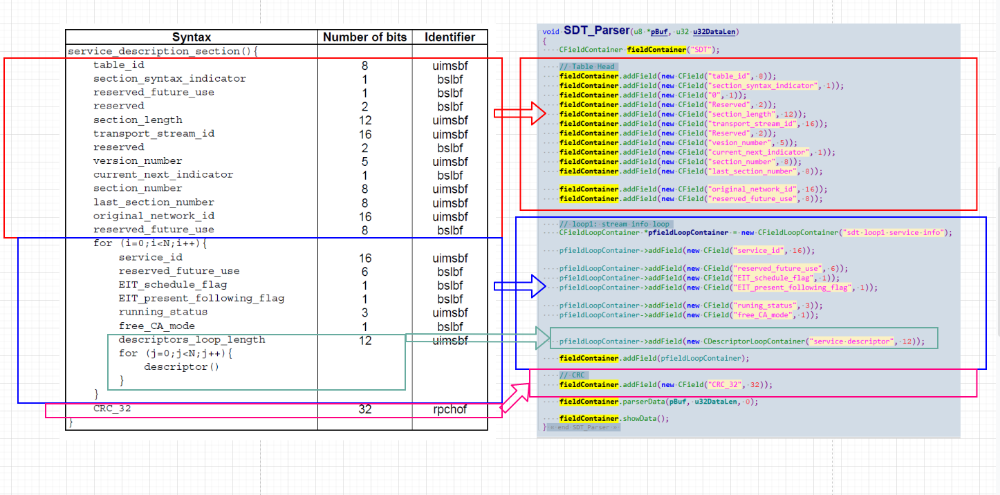 Syntax Number of bits Identifier
service_description_section(){
table_id 8 uimsbf
section_syntax_indicator 1 bslbf
reserved_future_use 1 bslbf
reserved 2 bslbf
section_length 12 uimsbf
transport_stream_id 16 uimsbf
reserved 2 bslbf
version_number 5 uimsbf
current_next_indicator 1 bslbf
section_number 8 uimsbf
last_section_number 8 uimsbf
original_network_id 16 uimsbf
reserved_future_use 8 bslbf
for (i=0;i<N;i++){
service_id 16 uimsbf
reserved_future_use 6 bslbf
EIT_schedule_flag 1 bslbf
EIT_present_following_flag 1 bslbf
running_status 3 uimsbf
free_CA_mode 1 bslbf
descriptors_loop_length 12 uimsbf
for (j=0;j<N;j++){
descriptor()
}
}
CRC_32 32 rpchof
}
void SDT_Parser(u8 *pBuf, u32 u32DataLen)
{
CFieldContainer fieldContainer("SDT");
// Table Head
fieldContainer.addField(new CField("table_id", 8));
fieldContainer.addField(new CField("section_syntax_indicator", 1));
fieldContainer.addField(new CField("0", 1));
fieldContainer.addField(new CField("Reserved", 2));
fieldContainer.addField(new CField("section_length", 12));
fieldContainer.addField(new CField("transport_stream_id", 16));
fieldContainer.addField(new CField("Reserved", 2));
fieldContainer.addField(new CField("vesion_number", 5));
fieldContainer.addField(new CField("current_next_indicator", 1));
fieldContainer.addField(new CField("section_number", 8));
fieldContainer.addField(new CField("last_section_number", 8));
fieldContainer.addField(new CField("original_network_id", 16));
fieldContainer.addField(new CField("reserved_future_use", 8));
// loop1: stream info loop
CFieldLoopContainer *pfieldLoopContainer = new CFieldLoopContainer("sdt loop1 service info");
pfieldLoopContainer->addField(new CField("service_id", 16));
pfieldLoopContainer->addField(new CField("reserved_future_use", 6));
pfieldLoopContainer->addField(new CField("EIT_schedule_flag", 1));
pfieldLoopContainer->addField(new CField("EIT_present_following_flag", 1));
pfieldLoopContainer->addField(new CField("runing_status", 3));
pfieldLoopContainer->addField(new CField("free_CA_mode", 1));
pfieldLoopContainer->addField(new CDescriptorLoopContainer("service descriptor", 12));
fieldContainer.addField(pfieldLoopContainer);
// CRC
fieldContainer.addField(new CField("CRC_32", 32));
fieldContainer.parserData(pBuf, u32DataLen, 0);
fieldContainer.showData();
} « end SDT_Parser »